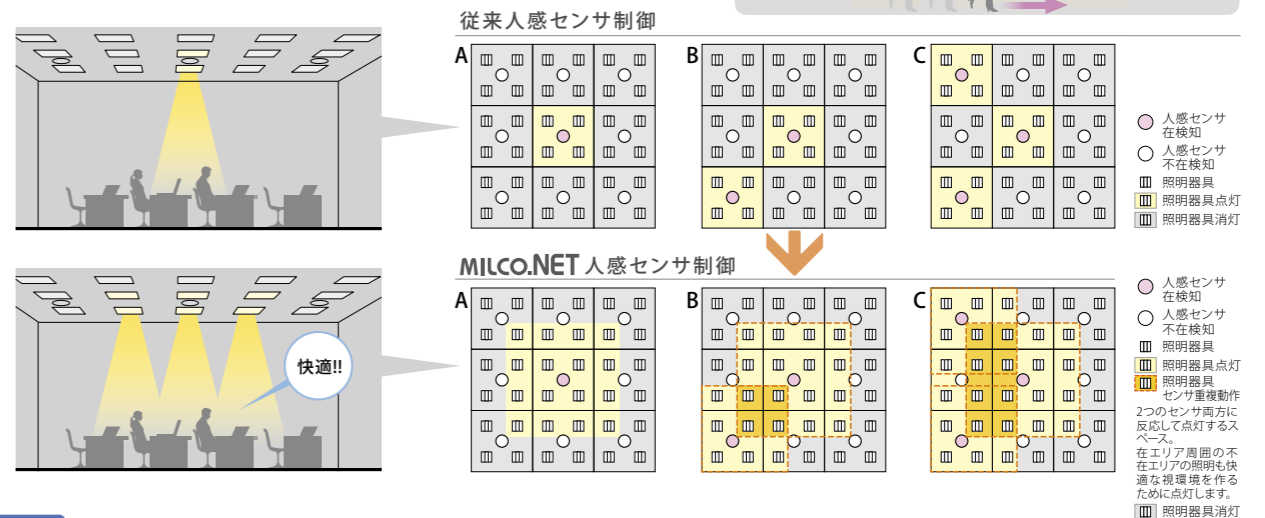 従来人感センサ制御
A
B
C
人感センサ
在検知
人感センサ
不在検知
照明器具
照明器具点灯
照明器具消灯
MILCO.NET 人感センサ制御
快適!!
A
B
C
人感センサ
在検知
人感センサ
不在検知
照明器具
照明器具点灯
照明器具
センサ重複動作
2つのセンサ両方に
反応して点灯するス
ペース。
在エリア周囲の不
在エリアの照明も快
適な視環境を作る
ために点灯します。
照明器具消灯